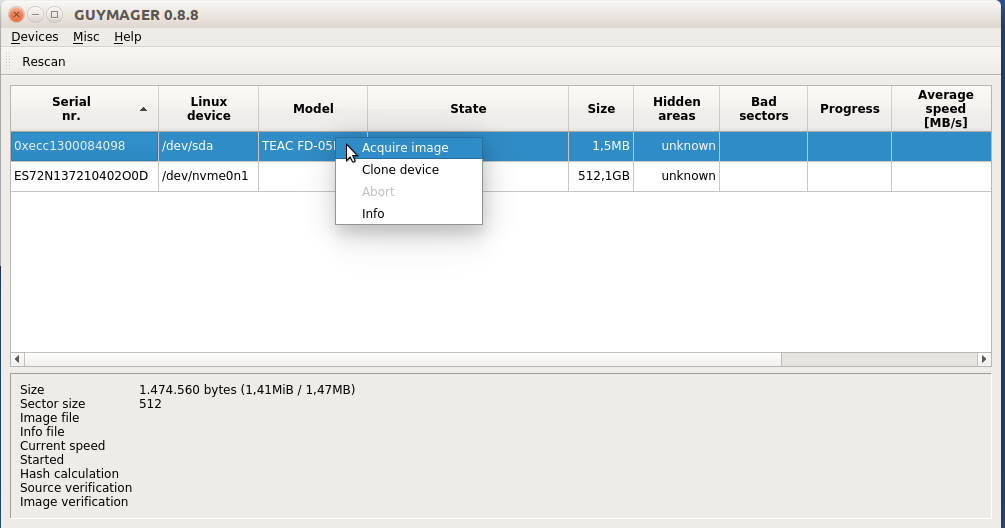 GUYMAGER 0.8.8
Devices Misc Help
Rescan
Serial nr. Linux device Model State Size Hidden areas Bad sectors Progress Average speed [MB/s]
0xecc1300084098 /dev/sda TEAC FD-05 1,5MB unknown
ES72N137210402O0D /dev/nvme0n1 512,1GB unknown
Acquire image
Clone device
Abort
Info
Size 1.474.560 bytes (1,41MiB / 1,47MB)
Sector size 512
Image file
Info file
Current speed
Started
Hash calculation
Source verification
Image verification